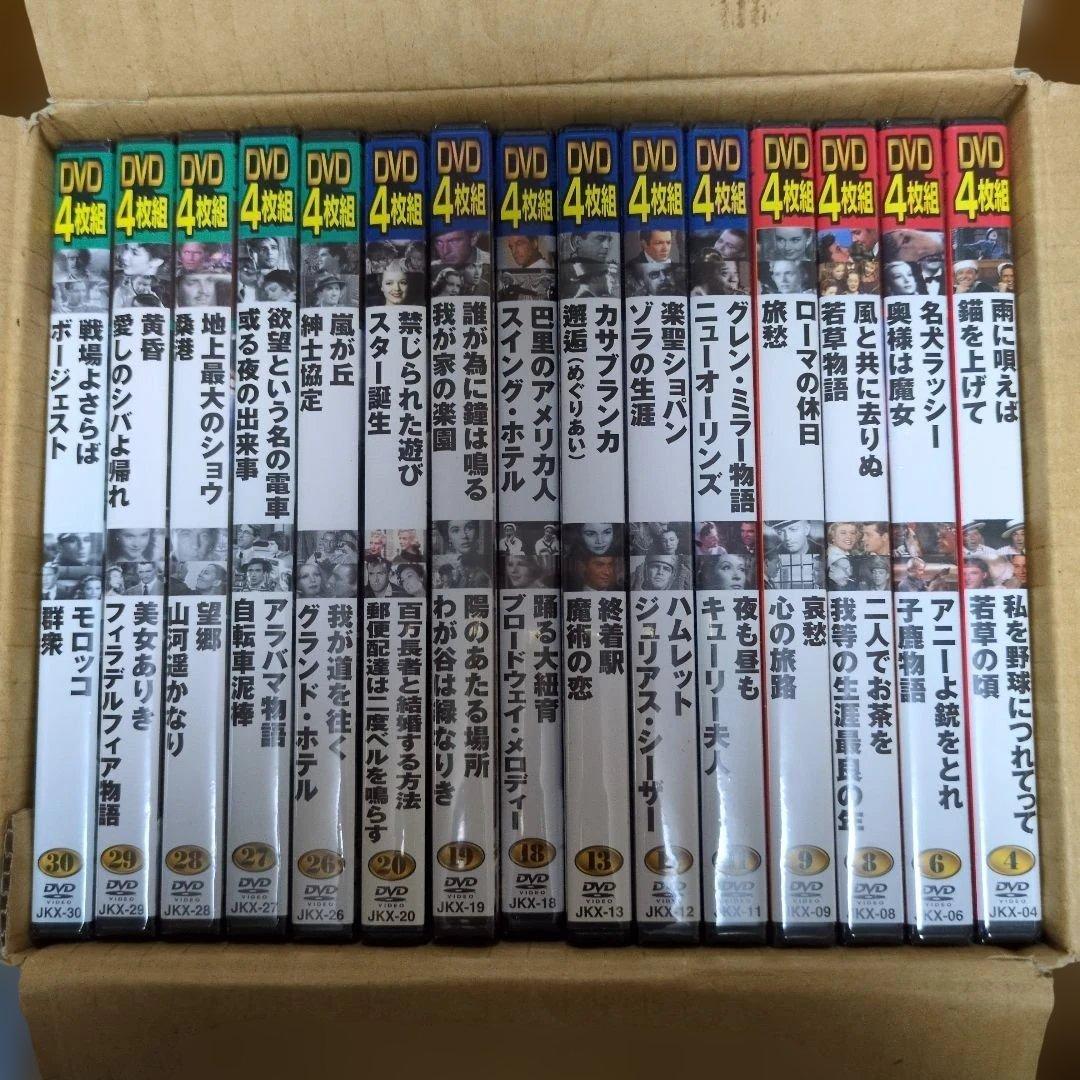 DVD
4枚組
戦場よさらば
ボージェスト
モロッコ
群衆
30
DVD
VIDEO
JKX-30
DVD
4枚組
黄昏
愛しのシバよ帰れ
美女ありき
フィラデルフィア物語
29
DVD
VIDEO
JKX-29
DVD
4枚組
地上最大のショウ
桑港
望郷
山河遥かなり
28
DVD
VIDEO
JKX-28
DVD
4枚組
欲望という名の電車
或る夜の出来事
アラバマ物語
自転車泥棒
27
DVD
VIDEO
JKX-27
DVD
4枚組
嵐が丘
紳士協定
我が道を往く
グランド・ホテル
26
DVD
VIDEO
JKX-26
DVD
4枚組
禁じられた遊び
スター誕生
百万長者と結婚する方法
郵便配達は二度ベルを鳴らす
20
DVD
VIDEO
JKX-20
DVD
4枚組
誰が為に鐘は鳴る
我が家の楽園
陽のあたる場所
わが谷は緑なりき
19
DVD
VIDEO
JKX-19
DVD
4枚組
巴里のアメリカ人
スイング・ホテル
踊る大紐育
ブロードウェイ・メロディー
18
DVD
VIDEO
JKX-18
DVD
4枚組
カサブランカ
邂逅(めぐりあい)
終着駅
魔術の恋
13
DVD
VIDEO
JKX-13
DVD
4枚組
楽聖ショパン
ゾラの生涯
ハムレット
ジュリアス・シーザー
12
DVD
VIDEO
JKX-12
DVD
4枚組
グレン・ミラー物語
ニューオーリンズ
夜も昼も
キューリー夫人
11
DVD
VIDEO
JKX-11
DVD
4枚組
ローマの休日
旅愁
哀愁
心の旅路
9
DVD
VIDEO
JKX-09
DVD
4枚組
風と共に去りぬ
若草物語
二人でお茶を
我等の生涯最良の年
8
DVD
VIDEO
JKX-08
DVD
4枚組
名犬ラッシー
奥様は魔女
アニーよ銃をとれ
子鹿物語
6
DVD
VIDEO
JKX-06
DVD
4枚組
雨に唄えば
錨を上げて
私を野球につれてって
若草の頃
4
DVD
VIDEO
JKX-04